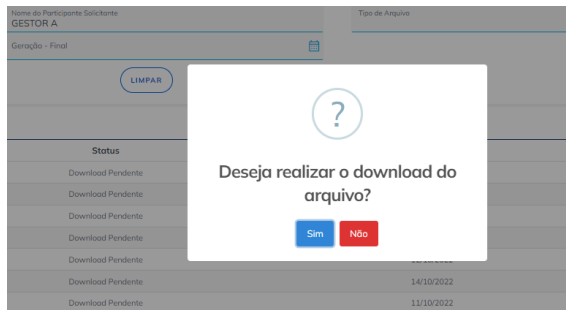 Nome do Participante Solicitante
GESTOR A
Tipo de Arquivo
Geração - Final
LIMPAR
?
Deseja realizar o download do
arquivo?
Sim
Não
Status
Download Pendente
Download Pendente
Download Pendente
Download Pendente
Download Pendente
Download Pendente
14/10/2022
Download Pendente
11/10/2022